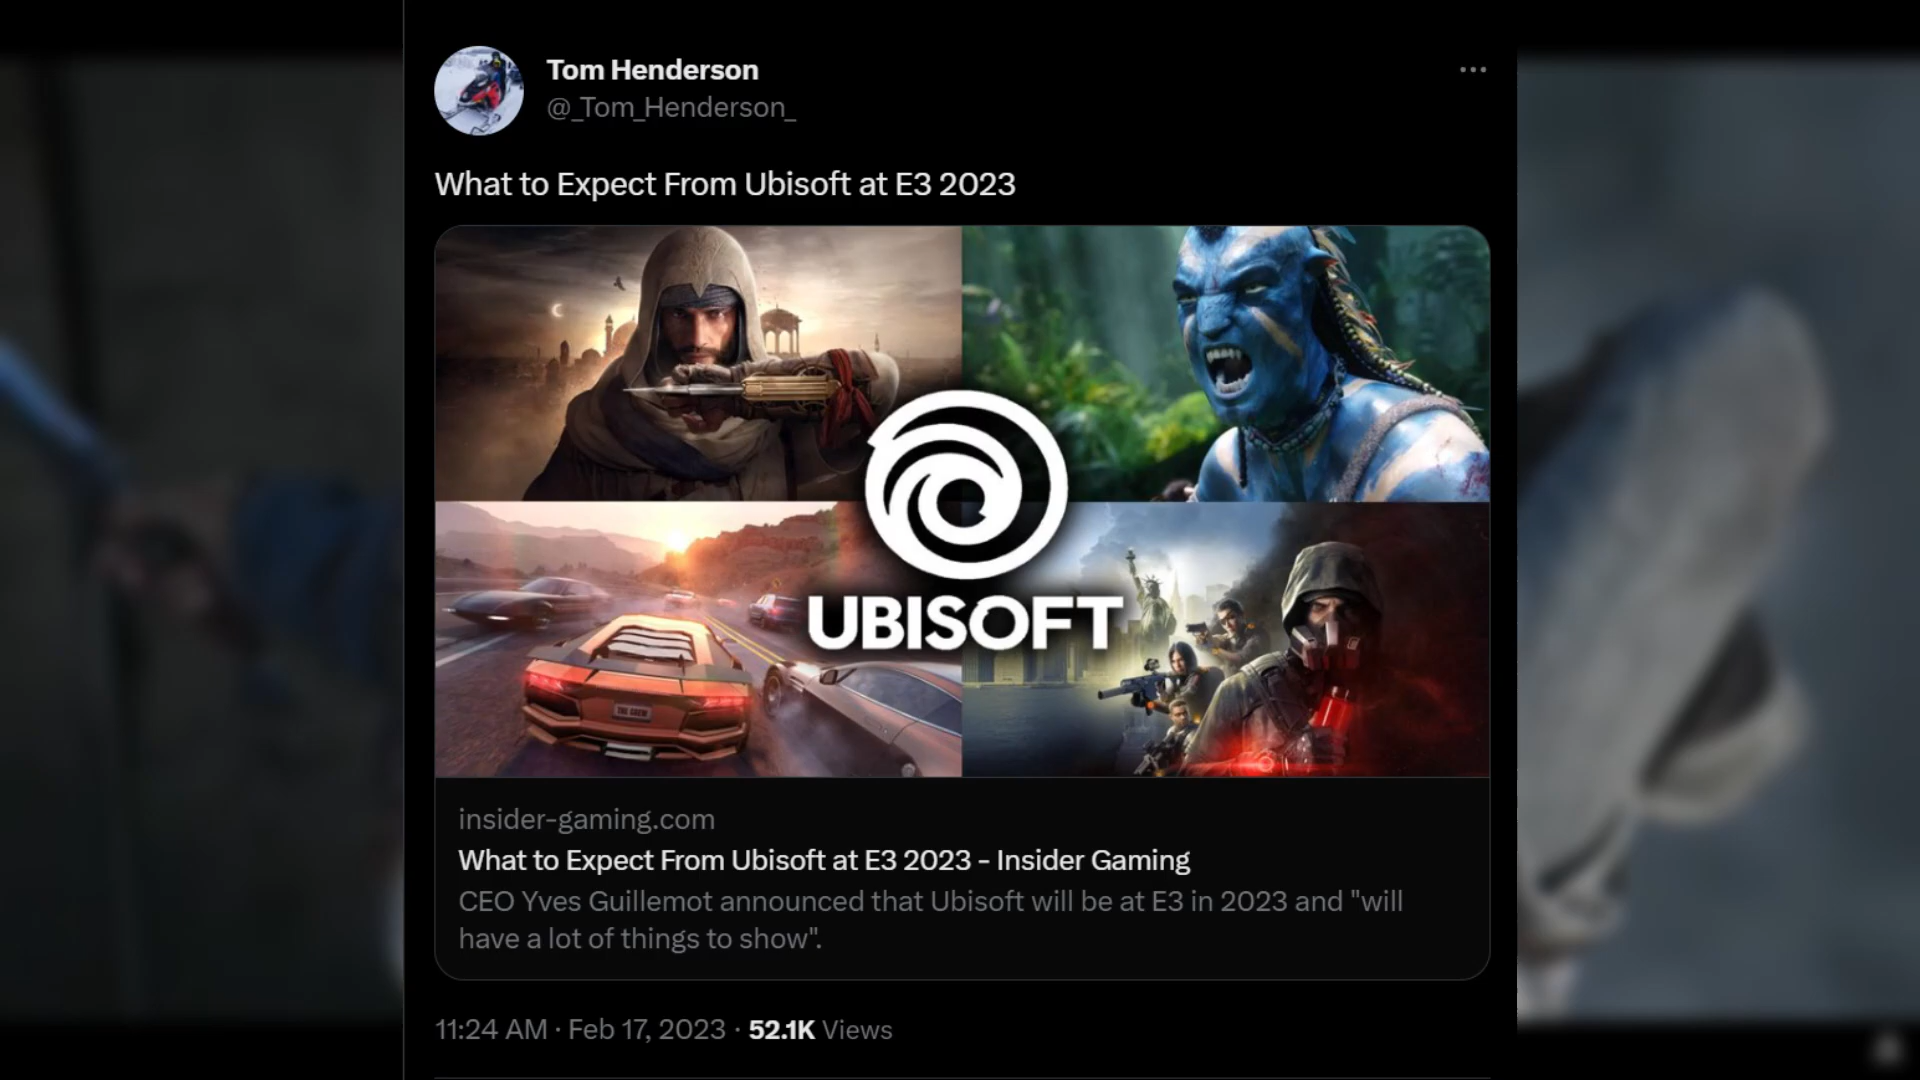 Tom Henderson
@_Tom_Henderson_
What to Expect From Ubisoft at E3 2023
UBISOFT
THE CREW
insider-gaming.com
What to Expect From Ubisoft at E3 2023 - Insider Gaming
CEO Yves Guillemot announced that Ubisoft will be at E3 in 2023 and "will
have a lot of things to show".
11:24 AM · Feb 17, 2023 · 52.1K Views